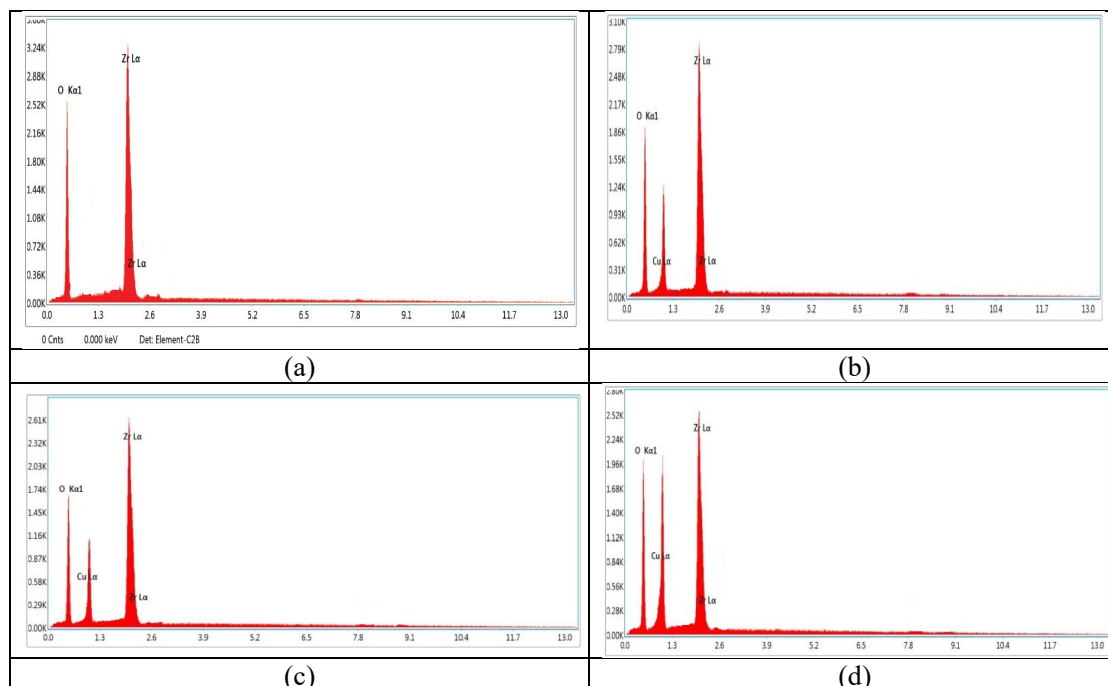 3.60K
3.24K
2.88K
2.52K
2.16K
1.80K
1.44K
1.08K
0.72K
0.36K
0.00K
O Kα1
Zr Lα
Zr Lα
0.0 1.3 2.6 3.9 5.2 6.5 7.8 9.1 10.4 11.7 13.0
0 Cnts 0.000 keV Det: Element-C2B
(a)
3.10K
2.79K
2.48K
2.17K
1.86K
1.55K
1.24K
0.93K
0.62K
0.31K
0.00K
O Kα1
Cu Lα
Zr Lα
Zr Lα
0.0 1.3 2.6 3.9 5.2 6.5 7.8 9.1 10.4 11.7 13.0
(b)
2.61K
2.32K
2.03K
1.74K
1.45K
1.16K
0.87K
0.58K
0.29K
0.00K
O Kα1
Cu Lα
Zr Lα
Zr Lα
0.0 1.3 2.6 3.9 5.2 6.5 7.8 9.1 10.4 11.7 13.0
(c)
2.80K
2.52K
2.24K
1.96K
1.68K
1.40K
1.12K
0.84K
0.56K
0.28K
0.00K
O Kα1
Cu Lα
Zr Lα
Zr Lα
0.0 1.3 2.6 3.9 5.2 6.5 7.8 9.1 10.4 11.7 13.0
(d)